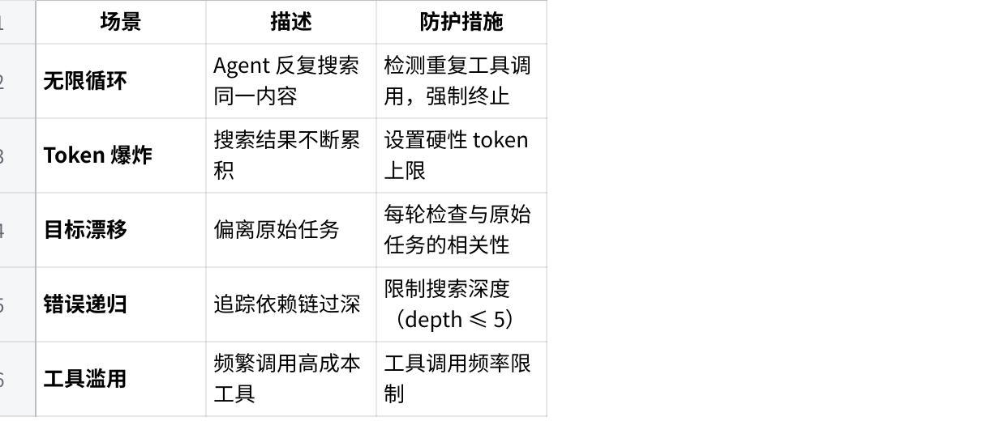 1 场景 描述 防护措施
2 无限循环 Agent 反复搜索 检测重复工具调
同一内容 用，强制终止
3 Token 爆炸 搜索结果不断累 设置硬性 token
积 上限
4 目标漂移 偏离原始任务 每轮检查与原始
任务的相关性
5 错误递归 追踪依赖链过深 限制搜索深度
（depth ≤ 5）
6 工具滥用 频繁调用高成本 工具调用频率限
工具 制